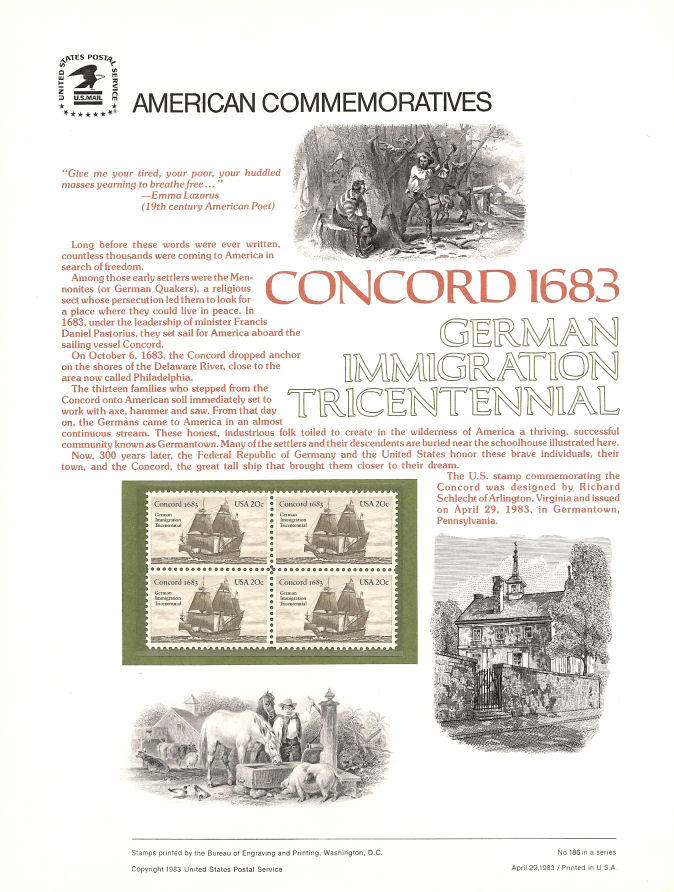 UNITED STATES POSTAL SERVICE
U.S.MAIL
AMERICAN COMMEMORATIVES
"Give me your tired, your poor, your huddled
masses yearning to breathe free . . ."
—Emma Lazarus
(19th century American Poet)
Long before these words were ever written,
countless thousands were coming to America in
search of freedom.
Among those early settlers were the Men-
nonites (or German Quakers), a religious
sect whose persecution led them to look for
a place where they could live in peace. In
1683, under the leadership of minister Francis
Daniel Pastorius, they set sail for America aboard the
sailing vessel Concord.
On October 6, 1683, the Concord dropped anchor
on the shores of the Delaware River, close to the
area now called Philadelphia.
The thirteen families who stepped from the
Concord onto American soil immediately set to
work with axe, hammer and saw. From that day
on, the Germans came to America in an almost
continuous stream. These honest, industrious folk toiled to create in the wilderness of America a thriving, successful
community known as Germantown. Many of the settlers and their descendents are buried near the schoolhouse illustrated here.
Now, 300 years later, the Federal Republic of Germany and the United States honor these brave individuals, their
town, and the Concord, the great tall ship that brought them closer to their dream.
CONCORD 1683
GERMAN
IMMIGRATION
TRICENTENNIAL
The U.S. stamp commemorating the
Concord was designed by Richard
Schlecht of Arlington, Virginia and issued
on April 29, 1983, in Germantown,
Pennsylvania.
Concord 1683 USA 20c
German
Immigration
Tricentennial
Concord 1683 USA 20c
German
Immigration
Tricentennial
Concord 1683 USA 20c
German
Immigration
Tricentennial
Concord 1683 USA 20c
German
Immigration
Tricentennial
Stamps printed by the Bureau of Engraving and Printing, Washington, D.C.
No.186 in a series
Copyright 1983 United States Postal Service
April 29,1983 / Printed in U.S.A.